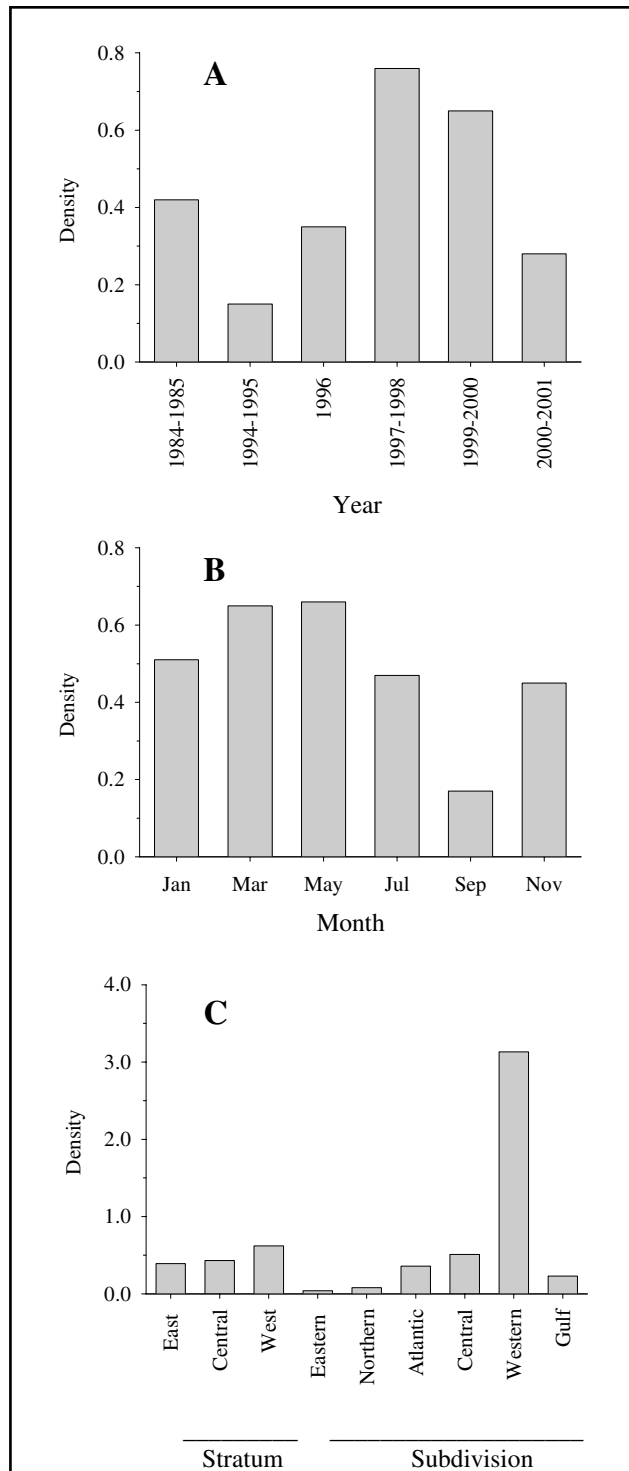 A
0.8
0.6
0.4
0.2
0.0
Density
1984-1985
1994-1995
1996
1997-1998
1999-2000
2000-2001
Year
B
0.8
0.6
0.4
0.2
0.0
Density
Jan Mar May Jul Sep Nov
Month
C
4.0
3.0
2.0
1.0
0.0
Density
East
Central
West
Eastern
Northern
Atlantic
Central
Western
Gulf
Stratum Subdivision